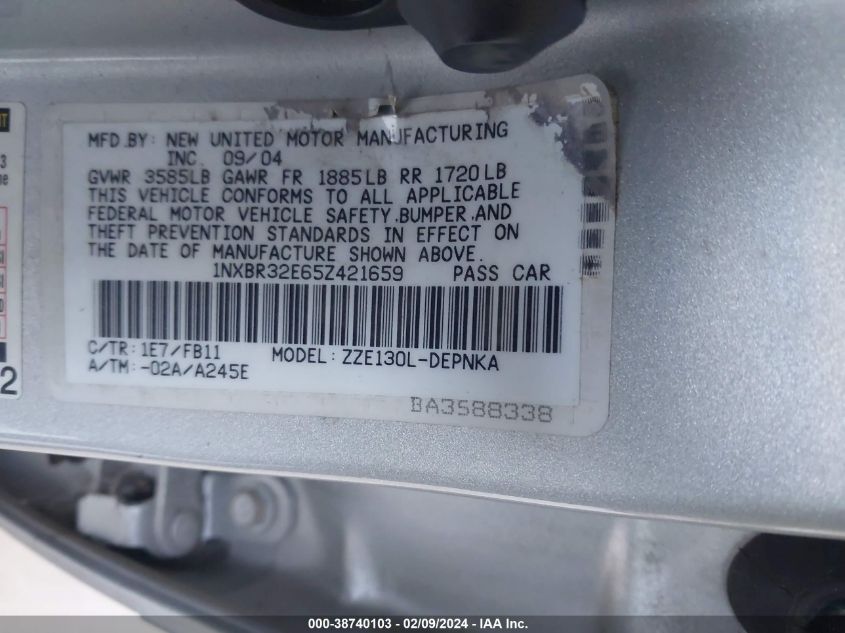 MFD.BY: NEW UNITED MOTOR MANUFACTURING
INC. 09/04
GVWR 3585LB GAWR FR 1885LB RR 1720LB
THIS VEHICLE CONFORMS TO ALL APPLICABLE
FEDERAL MOTOR VEHICLE SAFETY,BUMPER,AND
THEFT PREVENTION STANDARDS IN EFFECT ON
THE DATE OF MANUFACTURE SHOWN ABOVE.
1NXBR32E65Z421659 PASS CAR
C/TR: 1E7/FB11 MODEL: ZZE130L-DEPNKA
A/TM: -02A/A245E
BA3588338
3
2
000-38740103 - 02/09/2024 - IAA Inc.